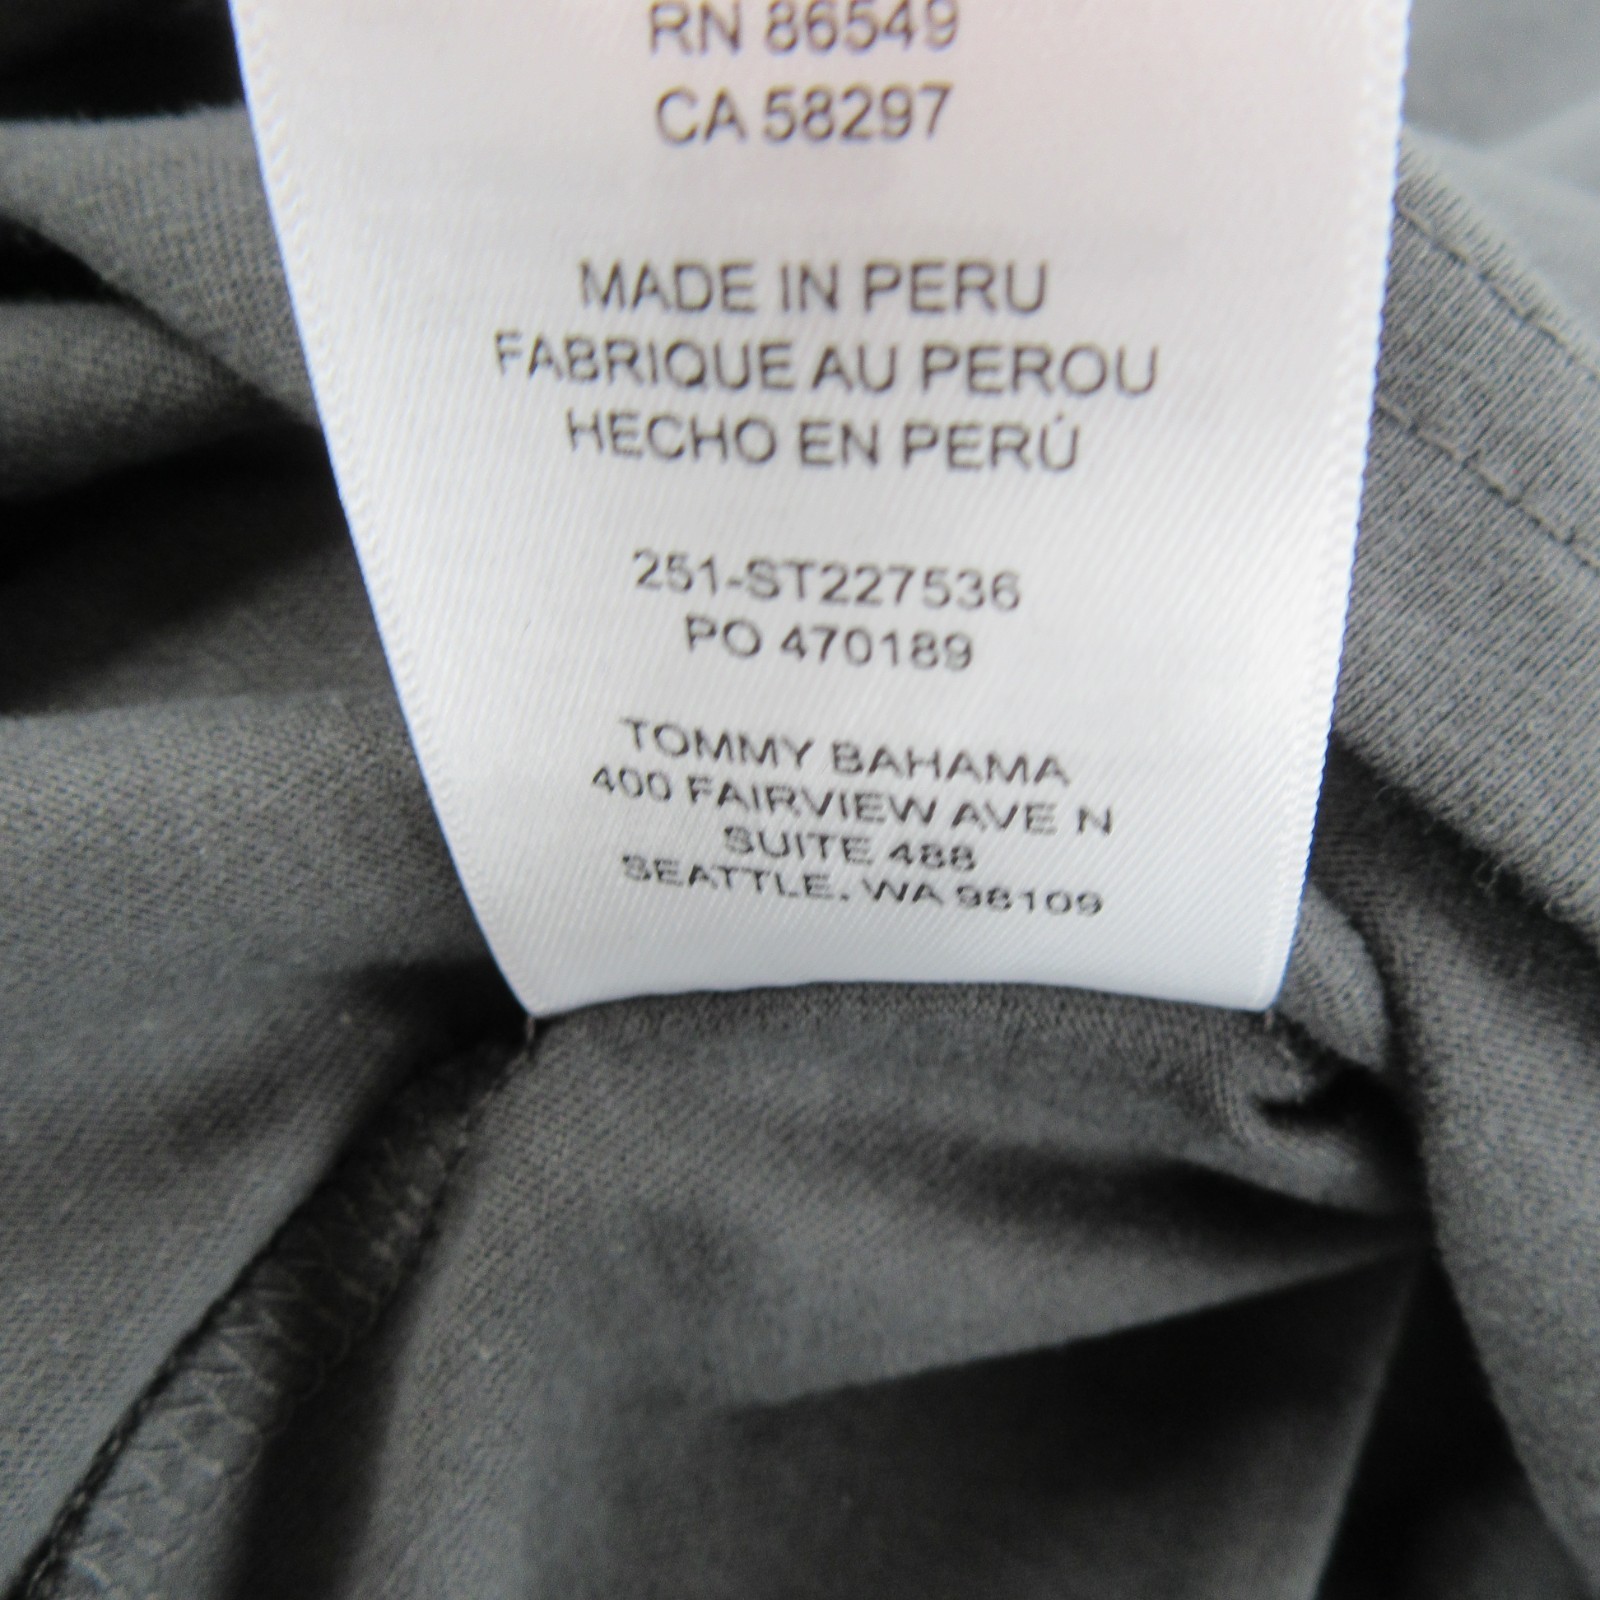 RN 86549
CA 58297
MADE IN PERU
FABRIQUE AU PEROU
HECHO EN PERÚ
251-ST227536
PO 470189
TOMMY BAHAMA
400 FAIRVIEW AVE N
SUITE 488
SEATTLE, WA 98109